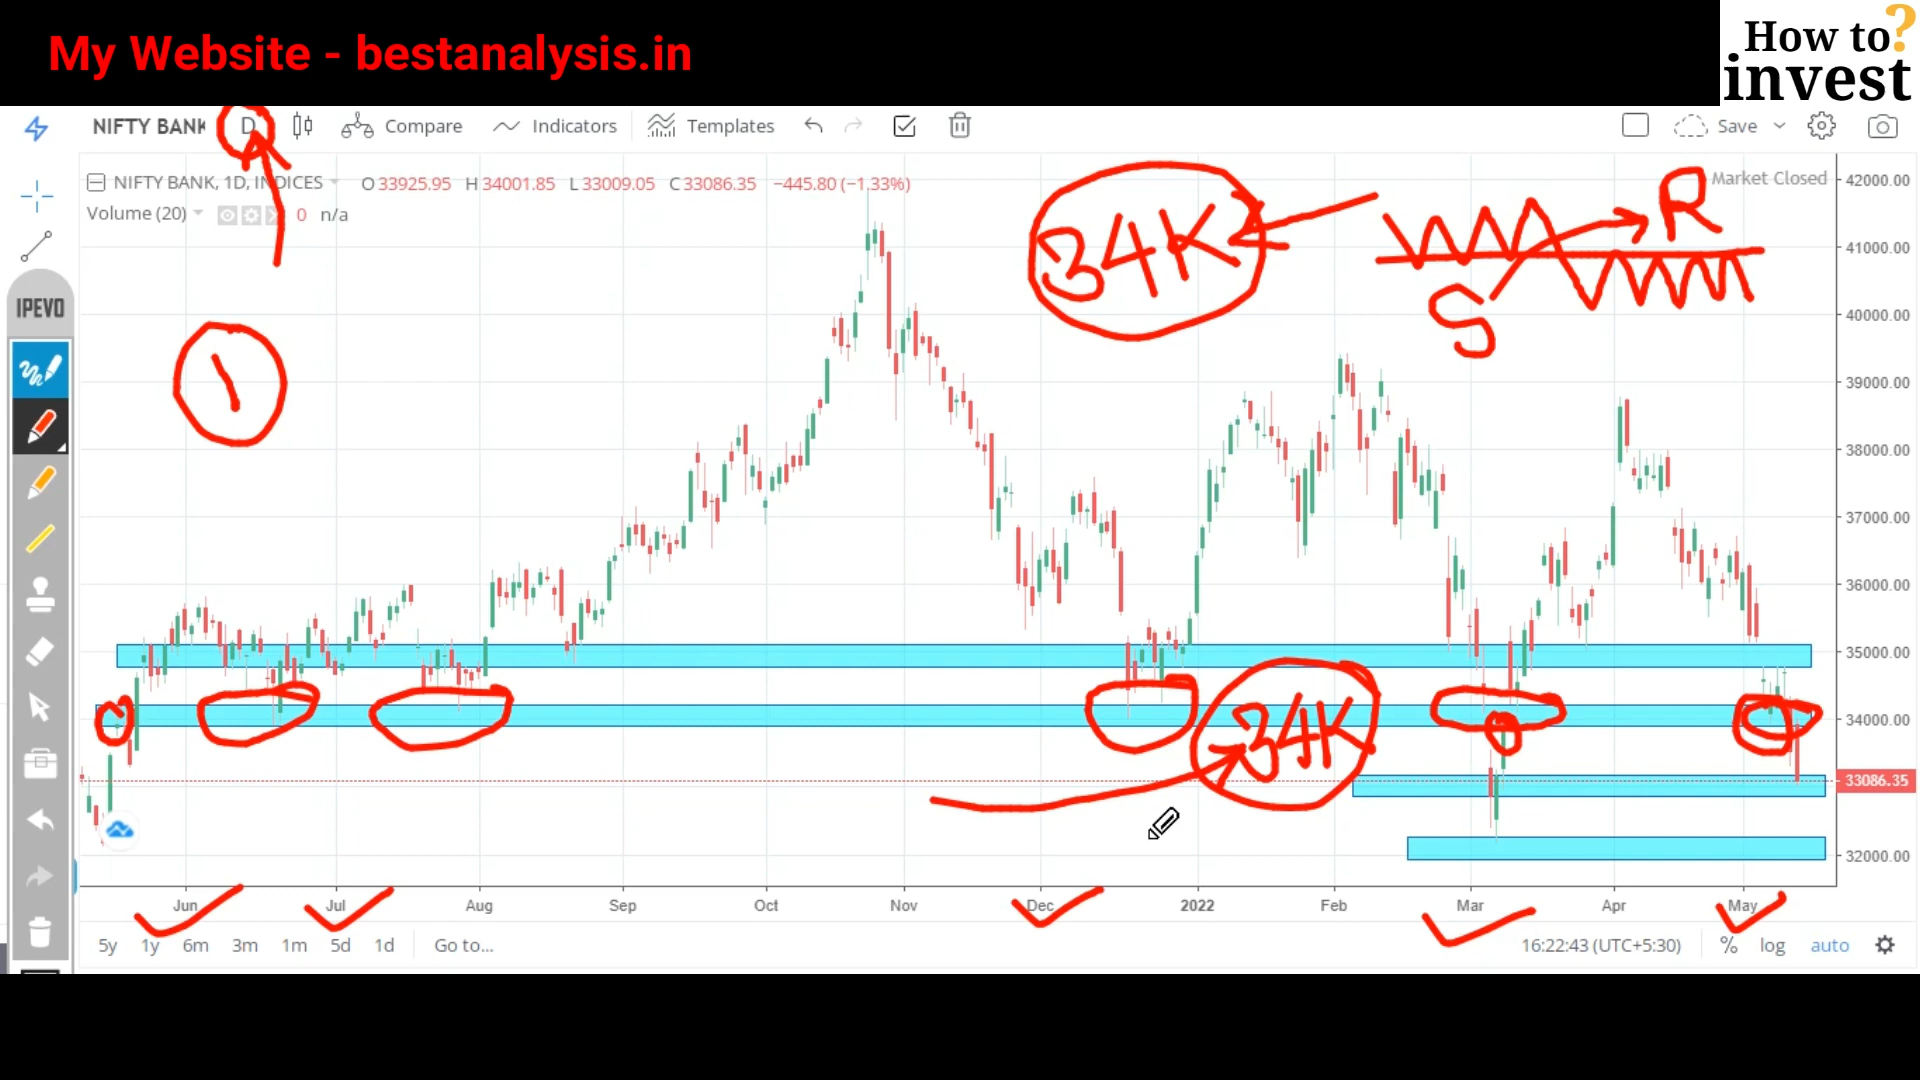 My Website - bestanalysis.in
How to?
invest
NIFTY BANK D Compare Indicators Templates Save
NIFTY BANK, 1D, INDICES O33925.95 H34001.85 L33009.05 C33086.35 −445.80 (−1.33%) Market Closed
Volume (20) 0 n/a
34K
R
S
IPEVO
1
34K
42000.00
41000.00
40000.00
39000.00
38000.00
37000.00
36000.00
35000.00
34000.00
33086.35
32000.00
Jun Jul Aug Sep Oct Nov Dec 2022 Feb Mar Apr May
5y 1y 6m 3m 1m 5d 1d Go to... 16:22:43 (UTC+5:30) % log auto